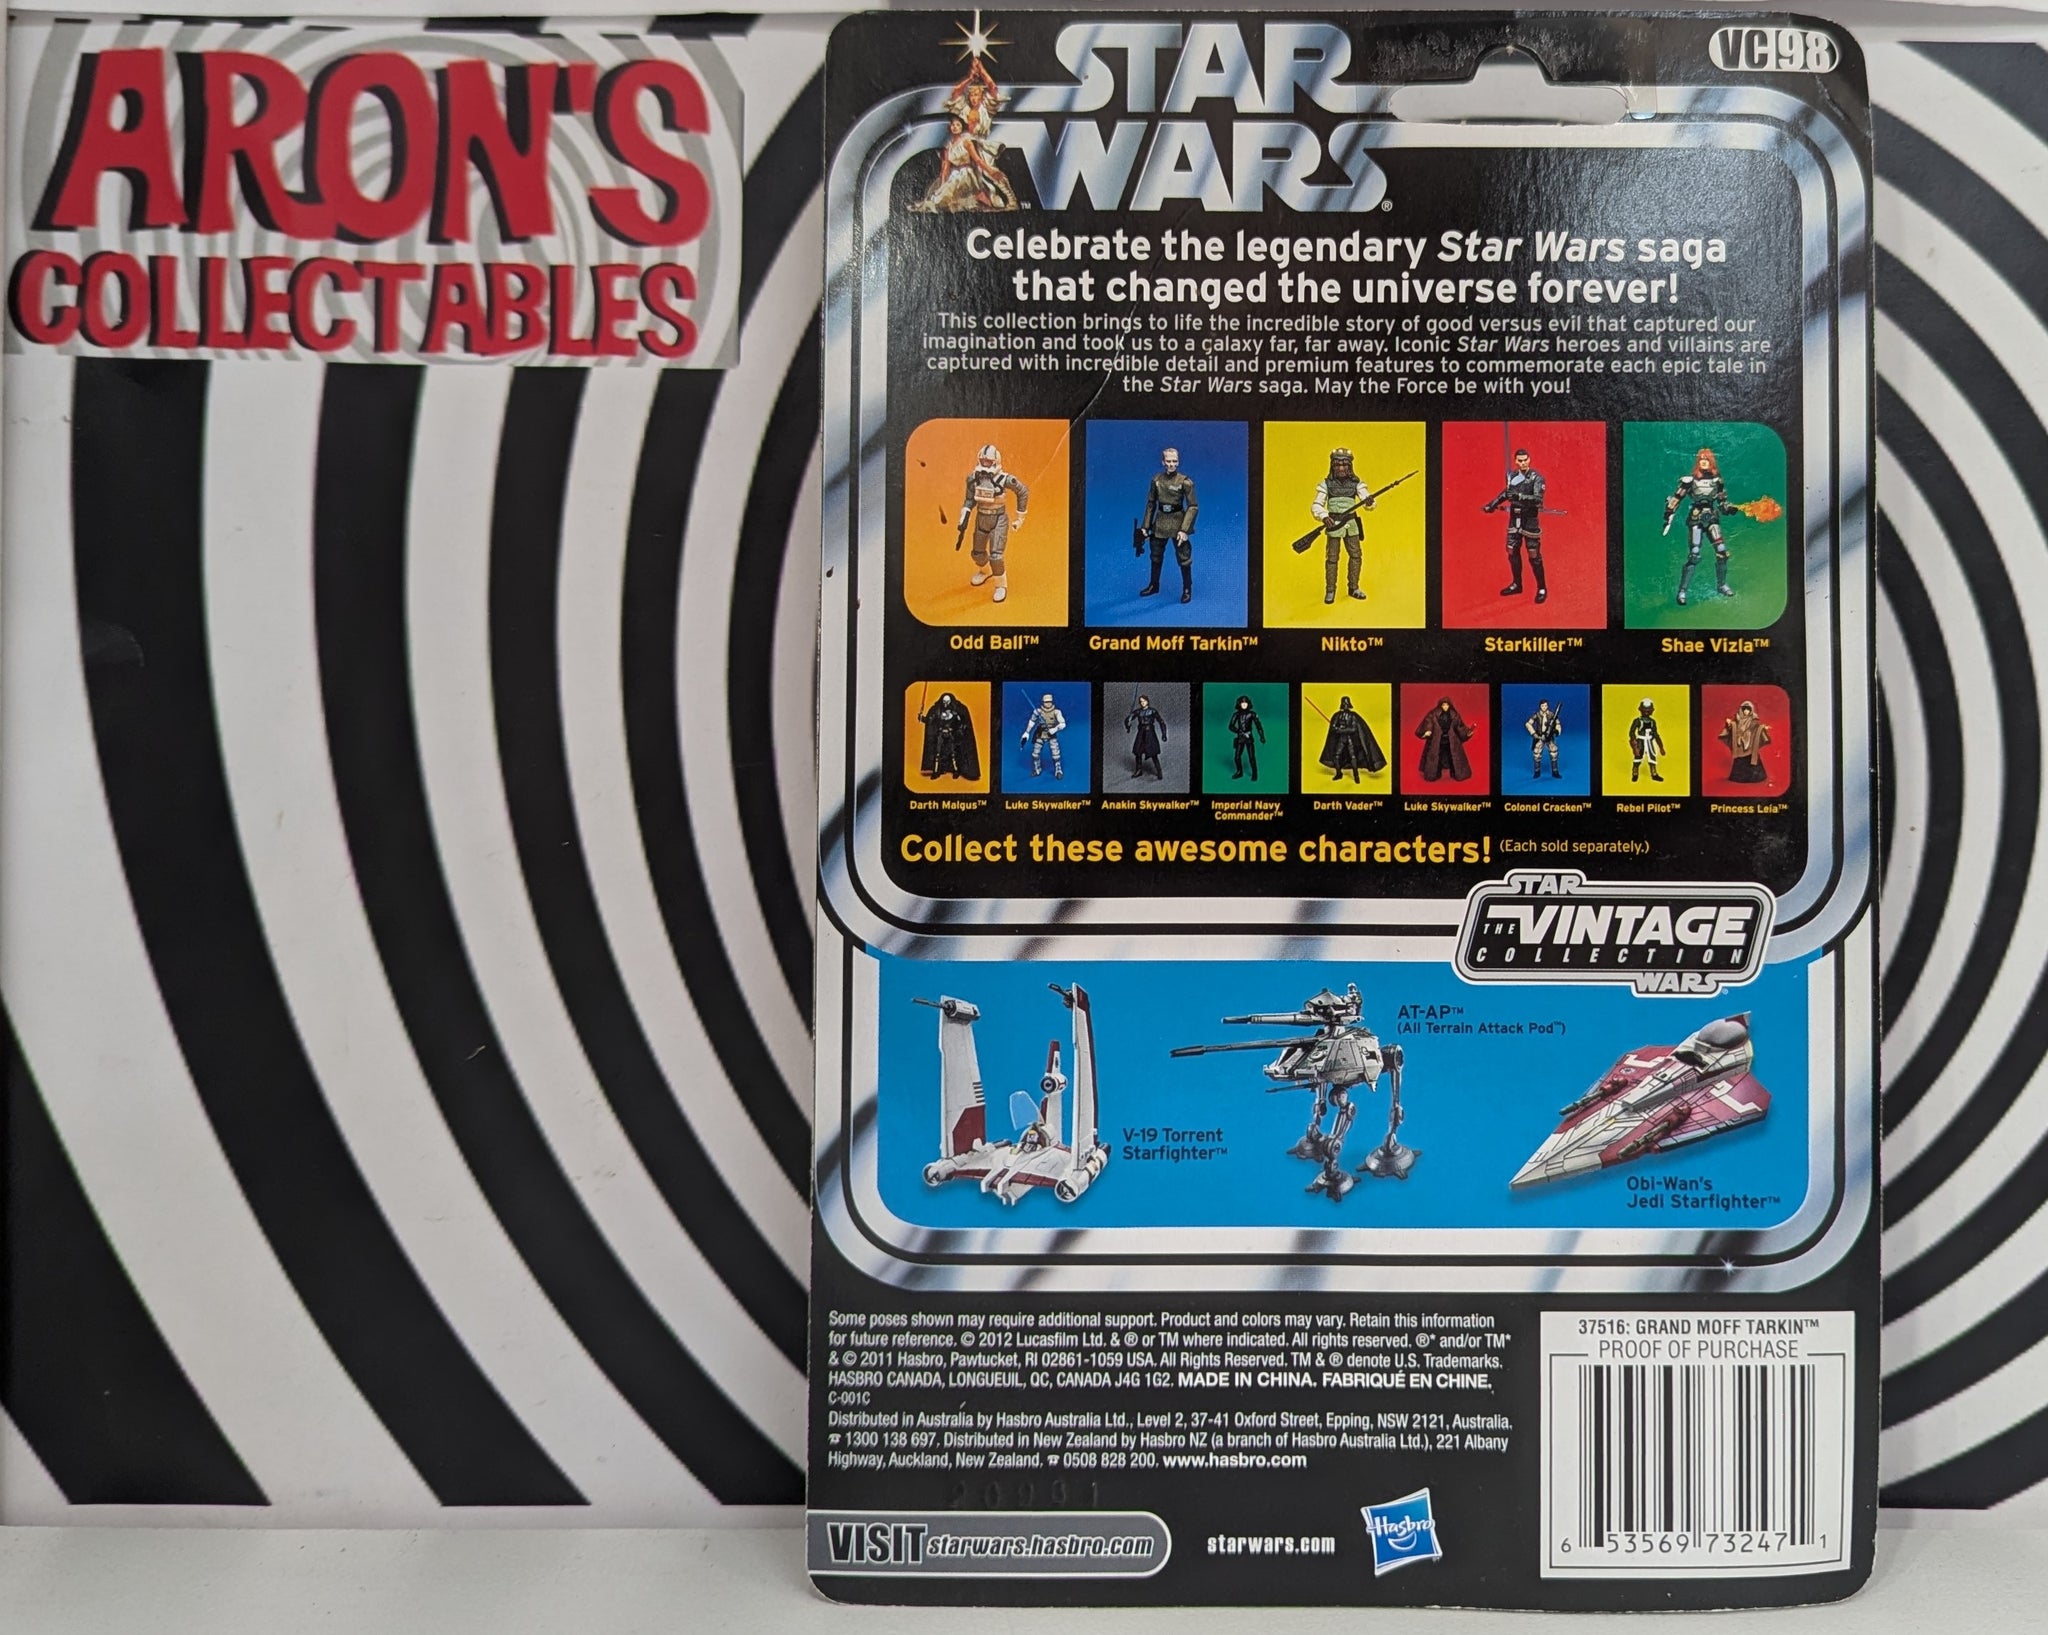 ARON'S
COLLECTABLES
STAR
WARS®
TM
VC98
Celebrate the legendary Star Wars saga
that changed the universe forever!
This collection brings to life the incredible story of good versus evil that captured our
imagination and took us to a galaxy far, far away. Iconic Star Wars heroes and villains are
captured with incredible detail and premium features to commemorate each epic tale in
the Star Wars saga. May the Force be with you!
Odd Ball™ Grand Moff Tarkin™ Nikto™ Starkiller™ Shae Vizla™
Darth Malgus™ Luke Skywalker™ Anakin Skywalker™ Imperial Navy Commander™ Darth Vader™ Luke Skywalker™ Colonel Cracken™ Rebel Pilot™ Princess Leia™
Collect these awesome characters! (Each sold separately.)
STAR
THE VINTAGE
COLLECTION
WARS®
AT-AP™
(All Terrain Attack Pod™)
V-19 Torrent
Starfighter™
Obi-Wan's
Jedi Starfighter™
Some poses shown may require additional support. Product and colors may vary. Retain this information
for future reference. © 2012 Lucasfilm Ltd. & ® or TM where indicated. All rights reserved. ®* and/or TM*
& © 2011 Hasbro, Pawtucket, RI 02861-1059 USA. All Rights Reserved. TM & ® denote U.S. Trademarks.
HASBRO CANADA, LONGUEUIL, QC, CANADA J4G 1G2. MADE IN CHINA. FABRIQUÉ EN CHINE.
C-001C
Distributed in Australia by Hasbro Australia Ltd., Level 2, 37-41 Oxford Street, Epping, NSW 2121, Australia.
☎ 1300 138 697. Distributed in New Zealand by Hasbro NZ (a branch of Hasbro Australia Ltd.), 221 Albany
Highway, Auckland, New Zealand. ☎ 0508 828 200. www.hasbro.com
VISIT starwars.hasbro.com
starwars.com
Hasbro
37516: GRAND MOFF TARKIN™
PROOF OF PURCHASE
6 53569 73247 1